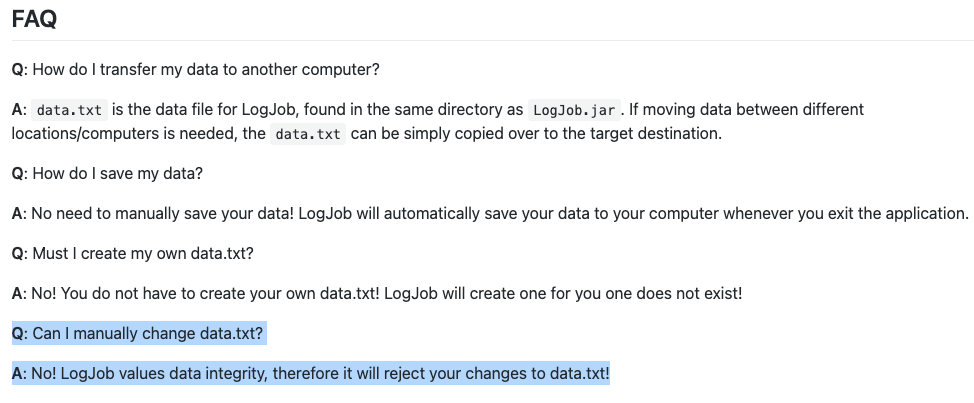 FAQ
Q: How do I transfer my data to another computer?
A: data.txt is the data file for LogJob, found in the same directory as LogJob.jar. If moving data between different
locations/computers is needed, the data.txt can be simply copied over to the target destination.
Q: How do I save my data?
A: No need to manually save your data! LogJob will automatically save your data to your computer whenever you exit the application.
Q: Must I create my own data.txt?
A: No! You do not have to create your own data.txt! LogJob will create one for you one does not exist!
Q: Can I manually change data.txt?
A: No! LogJob values data integrity, therefore it will reject your changes to data.txt!